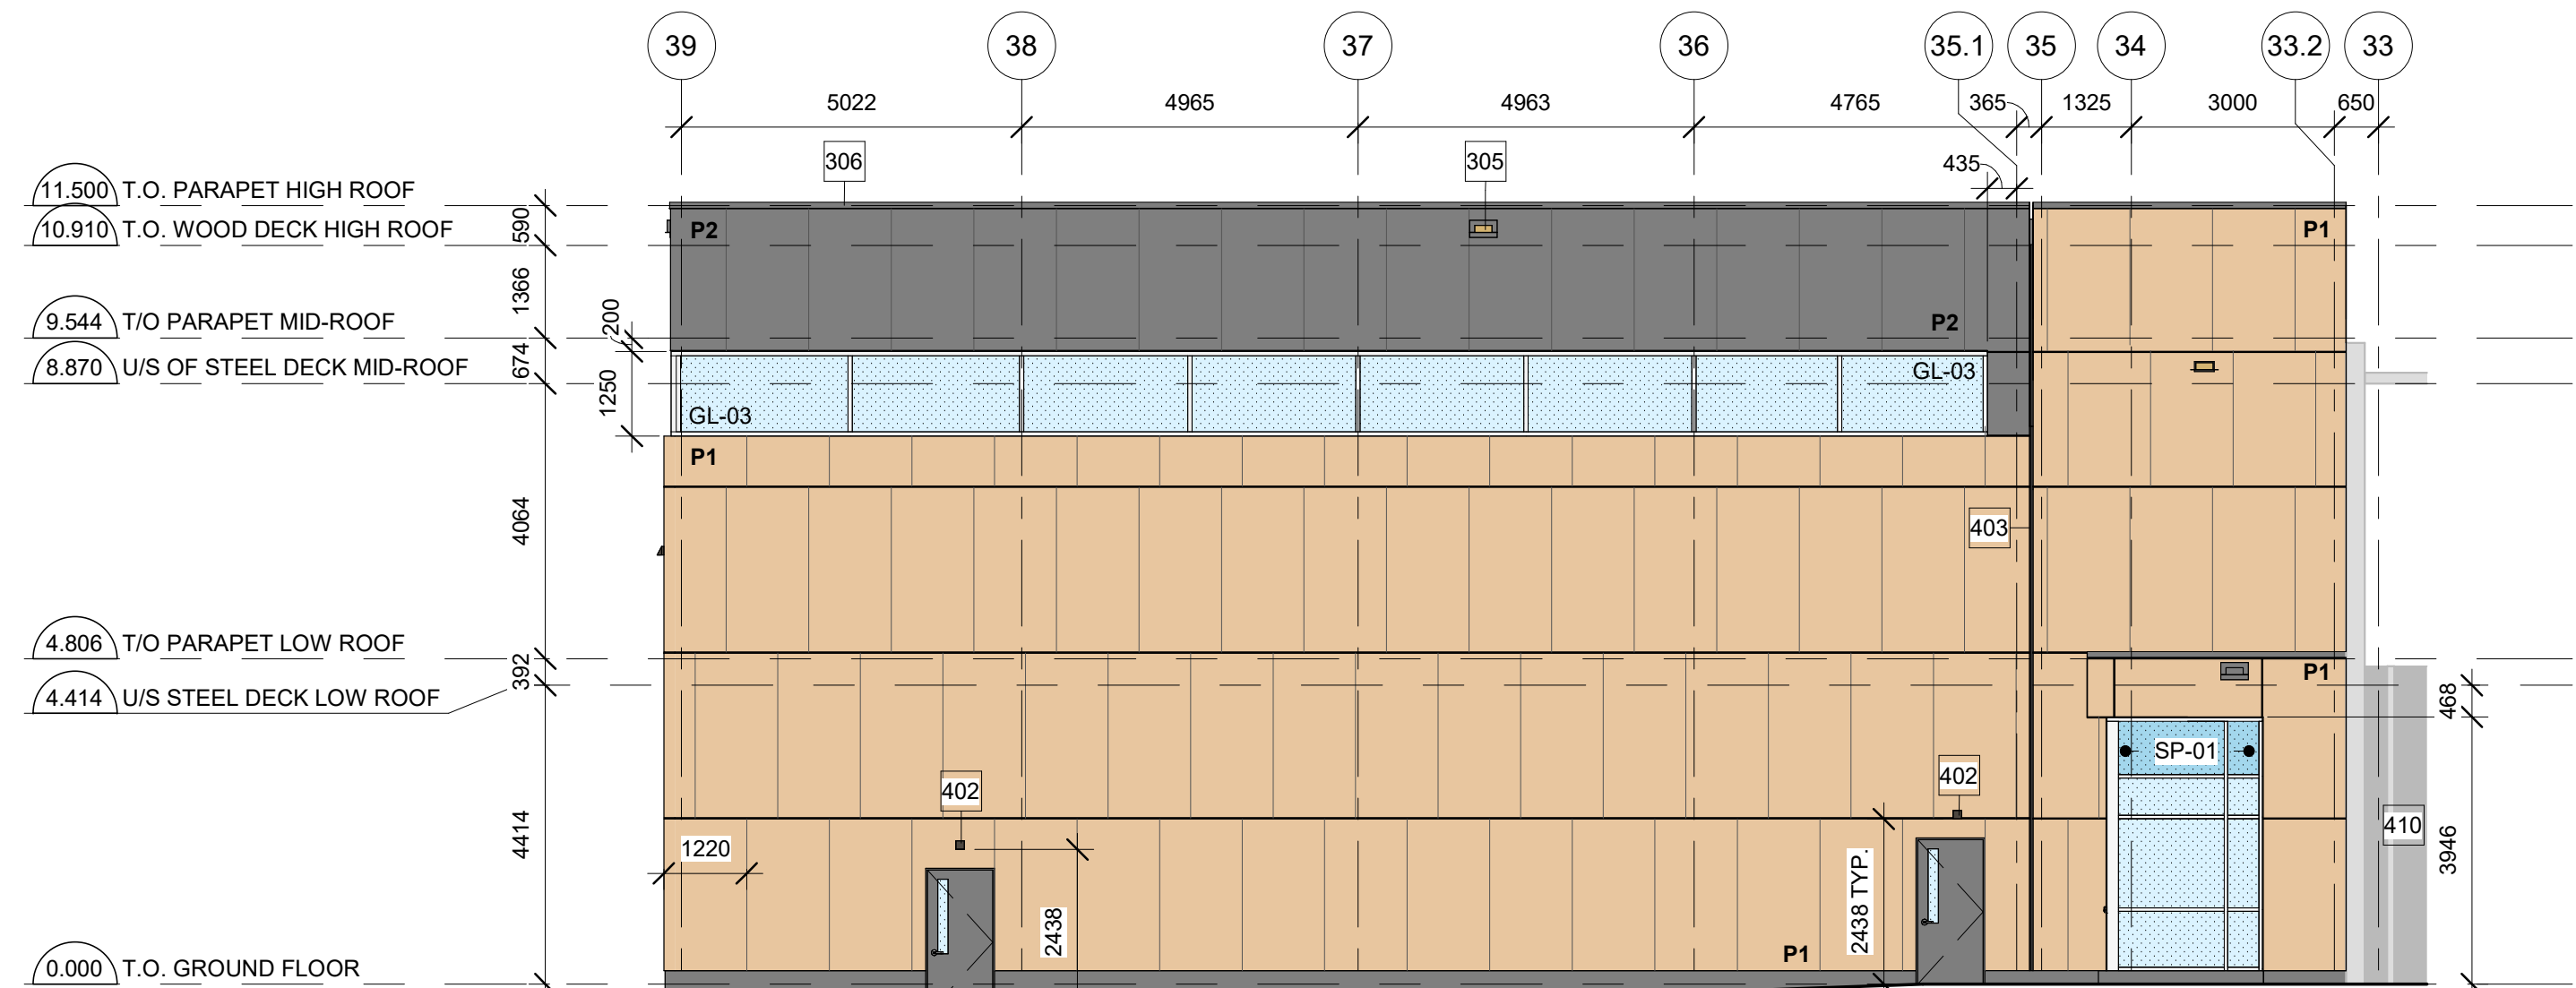 39 38 37 36 35.1 35 34 33.2 33
5022 4965 4963 4765 365 1325 3000 650
306 305 435
11.500 T.O. PARAPET HIGH ROOF
590
10.910 T.O. WOOD DECK HIGH ROOF
P2 P1
1366
9.544 T/O PARAPET MID-ROOF
200
P2
674
8.870 U/S OF STEEL DECK MID-ROOF
GL-03
1250
GL-03
P1
4064
403
4.806 T/O PARAPET LOW ROOF
392
P1
4.414 U/S STEEL DECK LOW ROOF
468
SP-01
402 402
4414
1220
410
3946
2438
2438 TYP.
P1
0.000 T.O. GROUND FLOOR